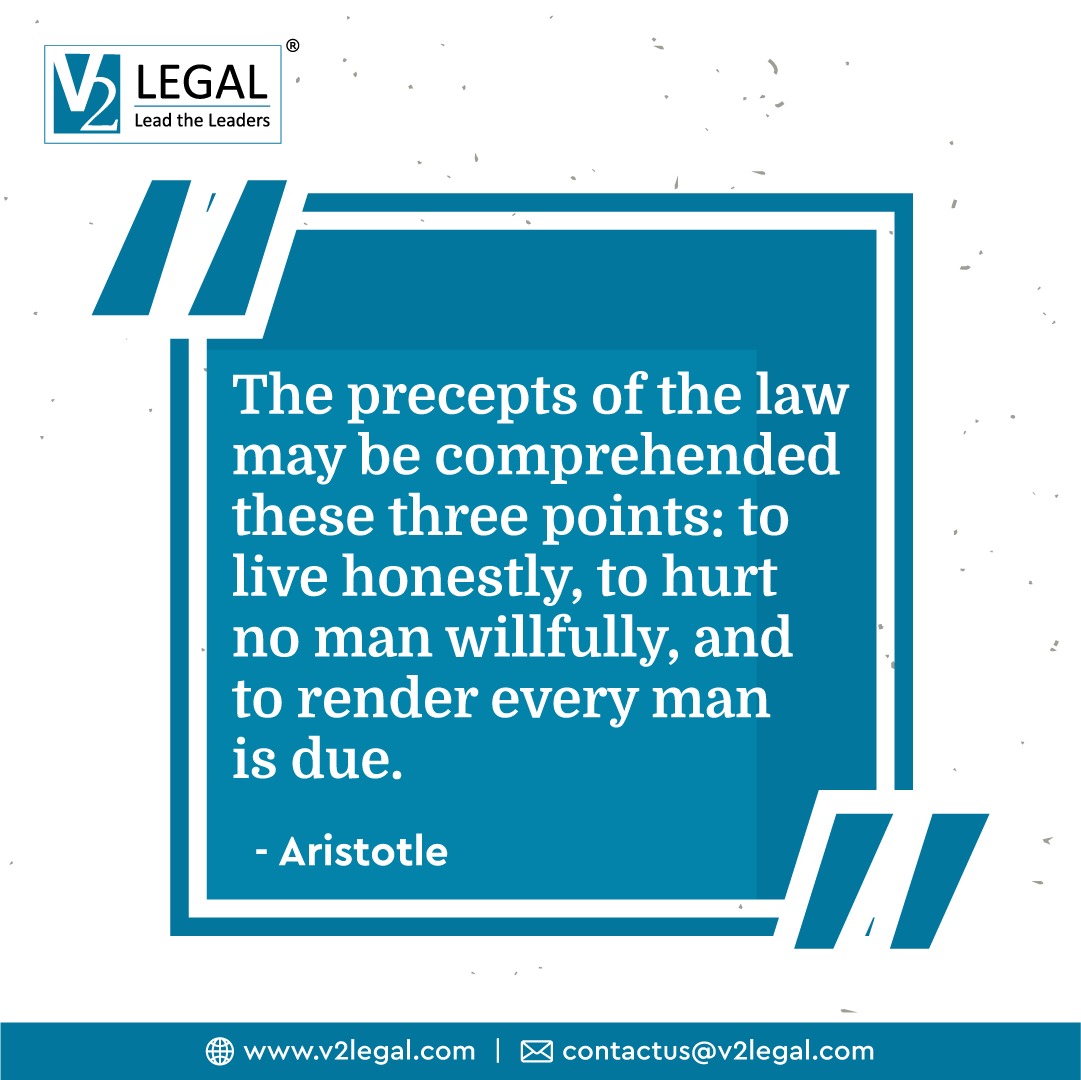 V2 LEGAL ®
Lead the Leaders
The precepts of the law
may be comprehended
these three points: to
live honestly, to hurt
no man willfully, and
to render every man
is due.
- Aristotle
www.v2legal.com | contactus@v2legal.com